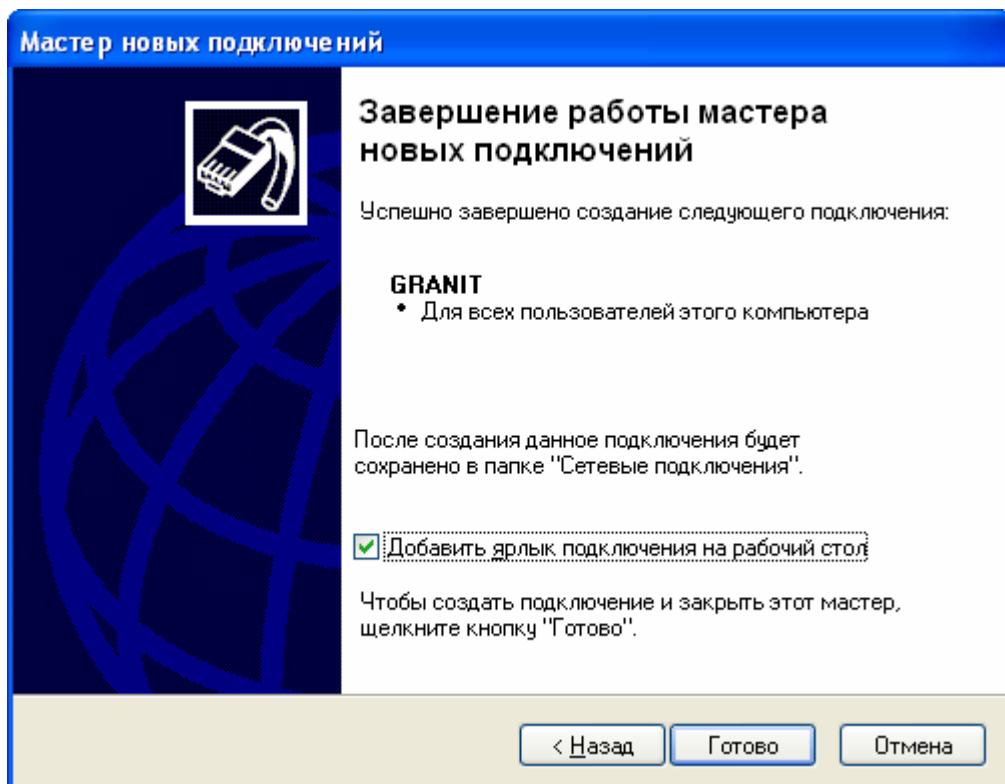 Мастер новых подключений
Завершение работы мастера
новых подключений
Успешно завершено создание следующего подключения:
GRANIT
• Для всех пользователей этого компьютера
После создания данное подключения будет
сохранено в папке "Сетевые подключения".
Добавить ярлык подключения на рабочий стол
Чтобы создать подключение и закрыть этот мастер,
щелкните кнопку "Готово".
< Назад Готово Отмена